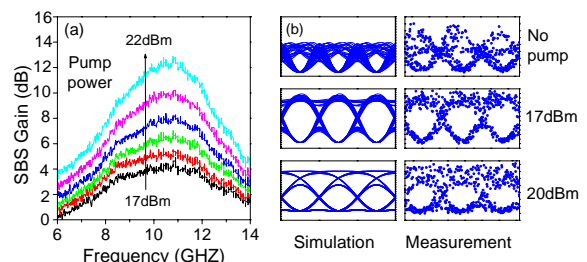 16
14
12
10
8
6
4
2
0
SBS Gain (dB)
(a)
22dBm
Pump
power
17dBm
6 8 10 12 14
Frequency (GHZ)
(b)
No
pump
17dBm
20dBm
Simulation Measurement